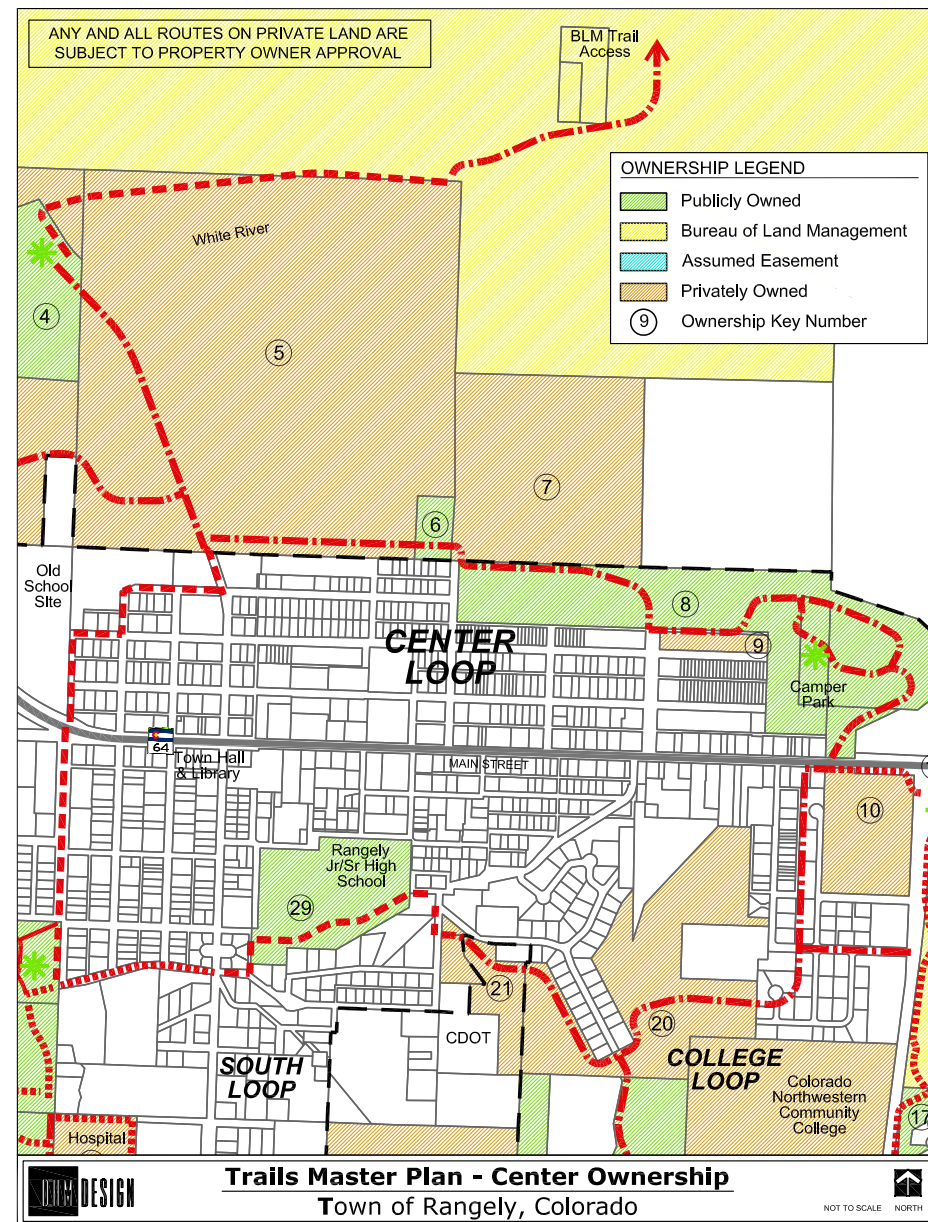 ANY AND ALL ROUTES ON PRIVATE LAND ARE
SUBJECT TO PROPERTY OWNER APPROVAL
BLM Trail
Access
OWNERSHIP LEGEND
Publicly Owned
Bureau of Land Management
Assumed Easement
Privately Owned
9 Ownership Key Number
White River
4
5
7
6
Old
School
SIte
8
CENTER
LOOP
9
Camper
Park
64
Town Hall
& Library
MAIN STREET
10
Rangely
Jr/Sr High
School
29
21
20
CDOT
SOUTH
LOOP
COLLEGE
LOOP
Colorado
Northwestern
Community
College
17
Hospital
DESIGN
Trails Master Plan - Center Ownership
Town of Rangely, Colorado
NOT TO SCALE
NORTH